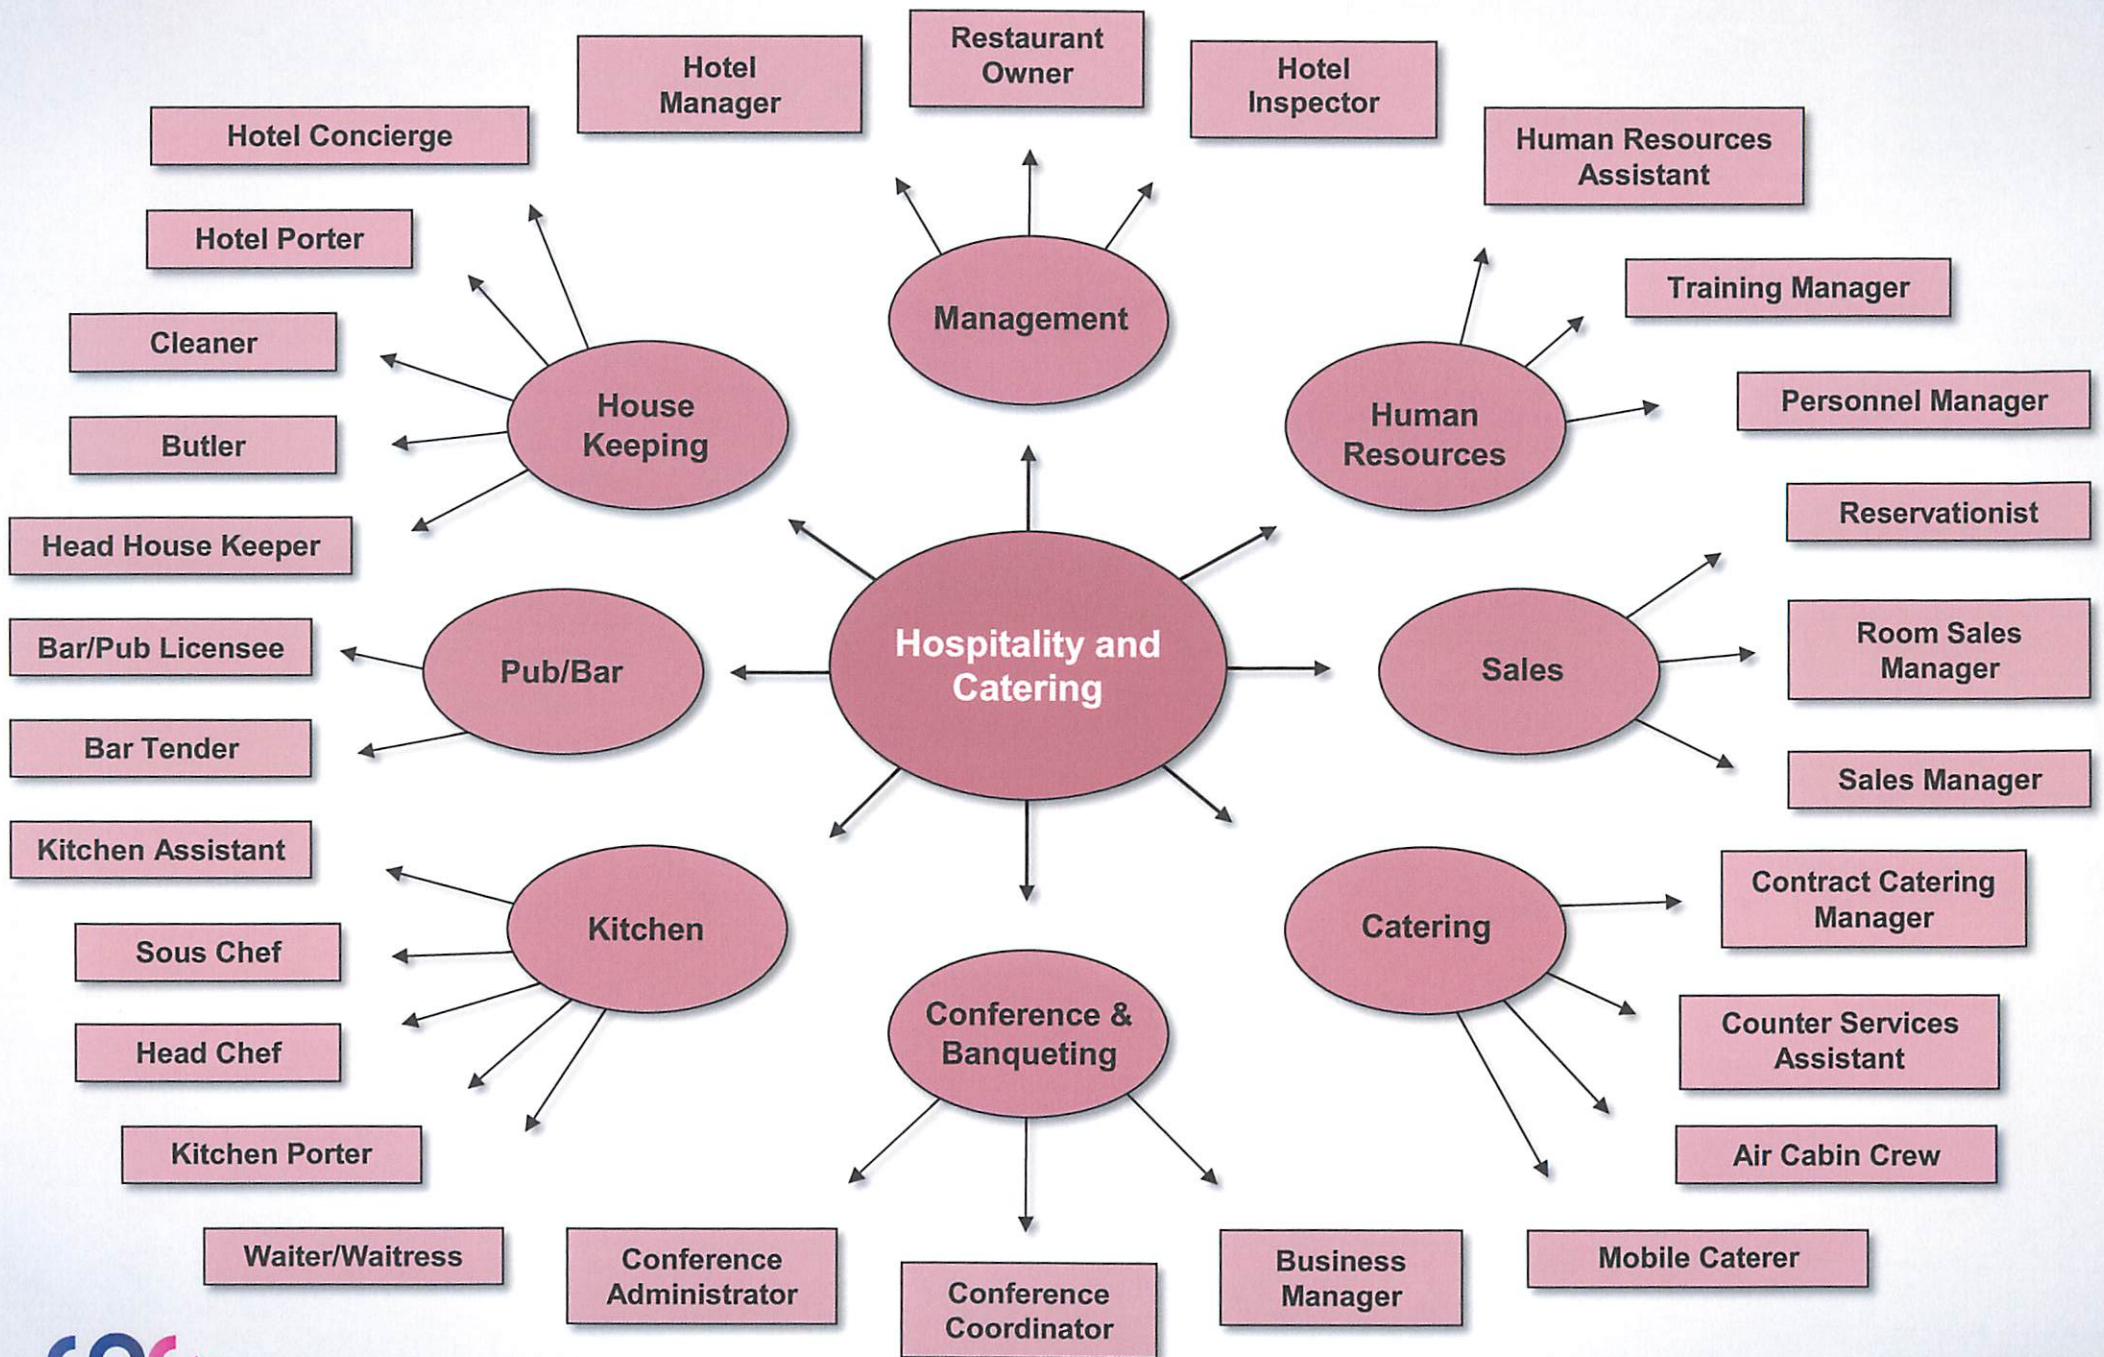 Restaurant
Owner
Hotel
Manager
Hotel
Inspector
Hotel Concierge
Human Resources
Assistant
Hotel Porter
Training Manager
Management
Cleaner
House
Keeping
Human
Resources
Personnel Manager
Butler
Reservationist
Head House Keeper
Bar/Pub Licensee
Pub/Bar
Hospitality and
Catering
Sales
Room Sales
Manager
Bar Tender
Sales Manager
Kitchen Assistant
Kitchen
Catering
Contract Catering
Manager
Sous Chef
Conference &
Banqueting
Counter Services
Assistant
Head Chef
Kitchen Porter
Air Cabin Crew
Waiter/Waitress
Conference
Administrator
Conference
Coordinator
Business
Manager
Mobile Caterer